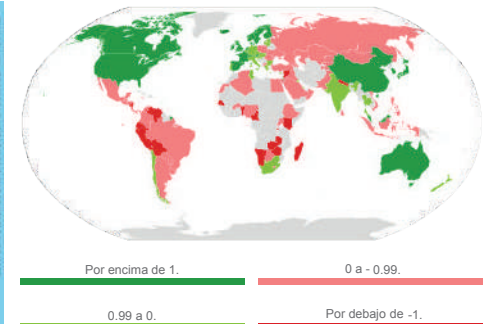 Por encima de 1.
0 a - 0.99.
0.99 a 0.
Por debajo de -1.